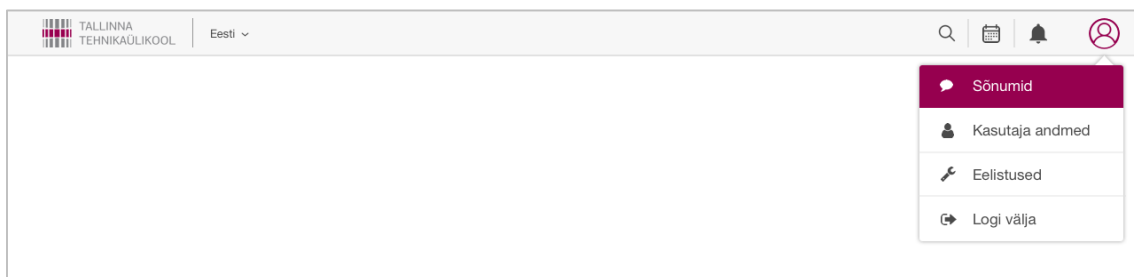 TALLINNA
TEHNIKAÜLIKOOL
Eesti
Sõnumid
Kasutaja andmed
Eelistused
Logi välja